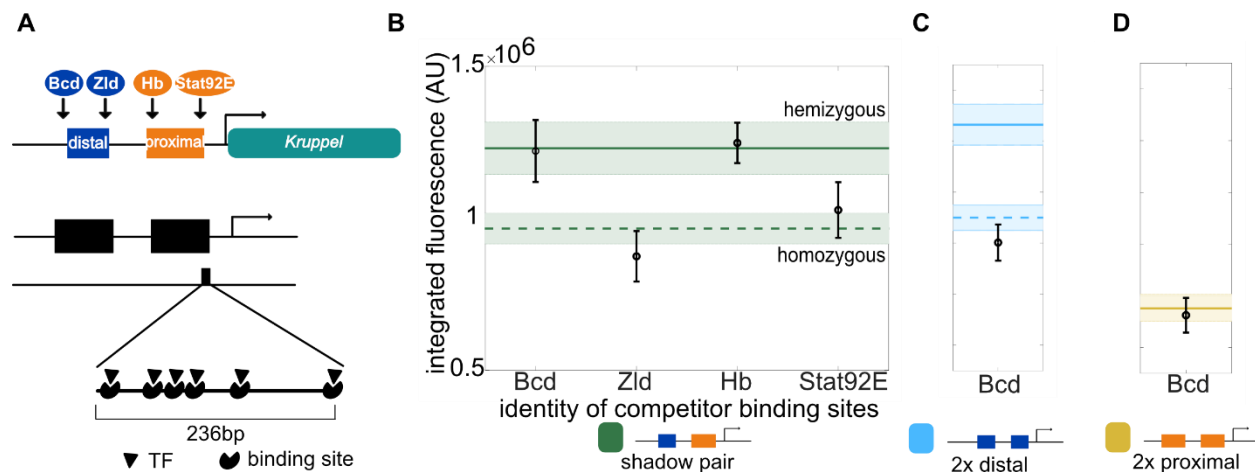 A
Bcd Zld Hb Stat92E
distal proximal
Kruppel
236bp
TF binding site
B
1.5 ×10⁶
1
0.5
integrated fluorescence (AU)
hemizygous
homozygous
Bcd Zld Hb Stat92E
identity of competitor binding sites
shadow pair
C
Bcd
2x distal
D
Bcd
2x proximal